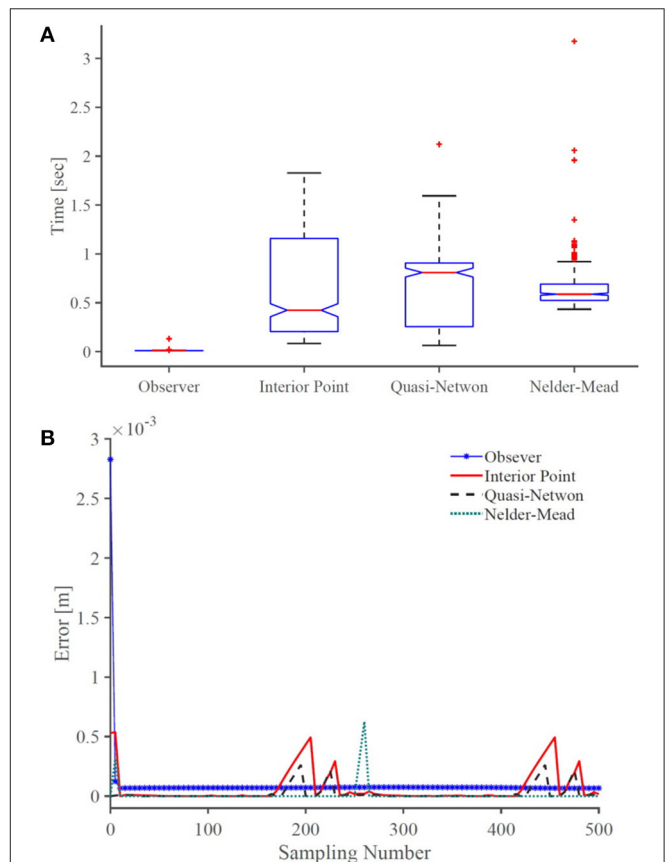 A
Time [sec]
3
2.5
2
1.5
1
0.5
0
Observer Interior Point Quasi-Netwon Nelder-Mead
B
×10⁻³
Error [m]
3
2.5
2
1.5
1
0.5
0
Obsever
Interior Point
Quasi-Netwon
Nelder-Mead
0 100 200 300 400 500
Sampling Number